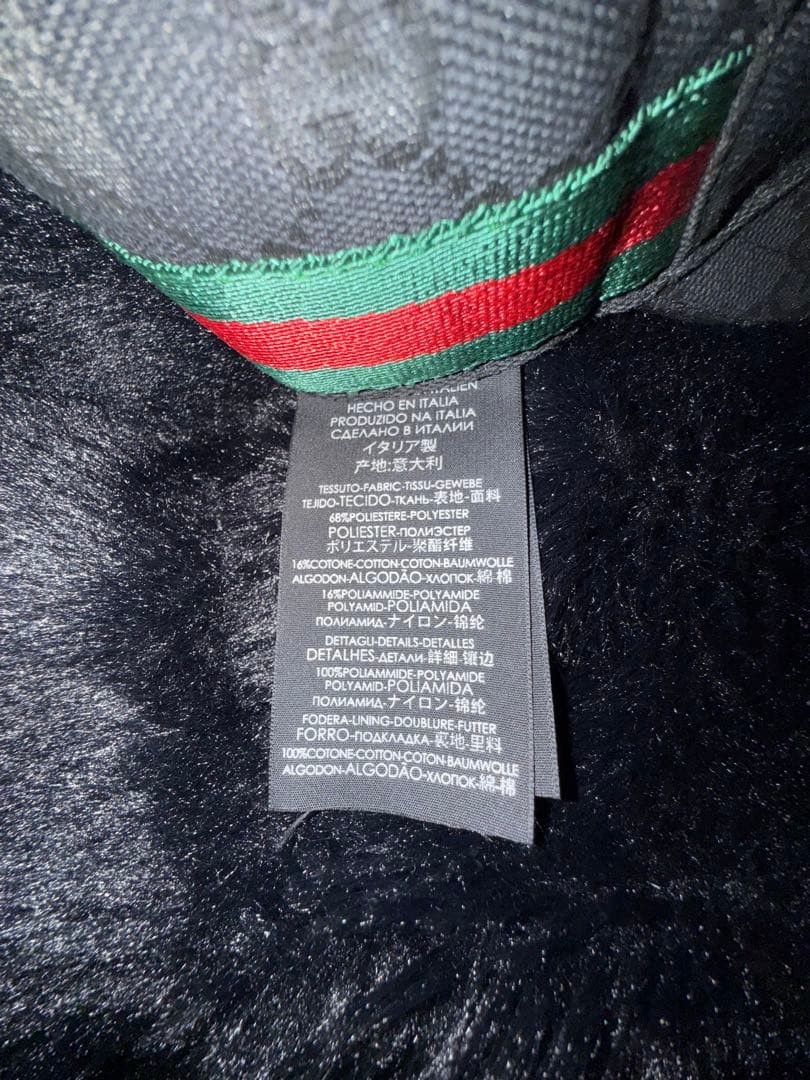 HECHO EN ITALIA
PRODUZIDO NA ITALIA
СДЕЛАНО В ИТАЛИИ
イタリア製
产地:意大利
TESSUTO-FABRIC-TISSU-GEWEBE
TEJIDO-TECIDO-ТКАНЬ-表地-面料
68%POLIESTERE-POLYESTER
POLIESTER-ПОЛИЭСТЕР
ポリエステル-聚酯纤维
16%COTONE-COTTON-COTON-BAUMWOLLE
ALGODON-ALGODÃO-ХЛОПОК-綿-棉
16%POLIAMMIDE-POLYAMIDE
POLYAMID-POLIAMIDA
ПОЛИАМИД-ナイロン-锦纶
DETTAGLI-DETAILS-DETALLES
DETALHES-ДЕТАЛИ-詳細-镶边
100%POLIAMMIDE-POLYAMIDE
POLYAMID-POLIAMIDA
ПОЛИАМИД-ナイロン-锦纶
FODERA-LINING-DOUBLURE-FUTTER
FORRO-ПОДКЛАДКА-裏地-里料
100%COTONE-COTTON-COTON-BAUMWOLLE
ALGODON-ALGODÃO-ХЛОПОК-綿-棉